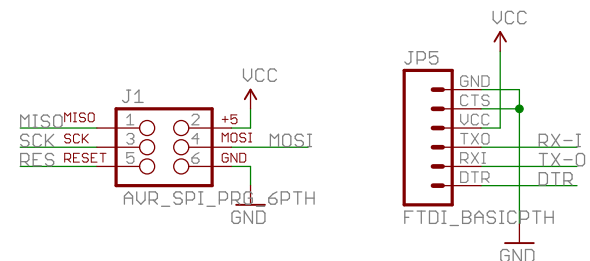 VCC
JP5
GND
CTS
VCC
TXO RX-I
RXI TX-O
DTR DTR
FTDI_BASICPTH
GND
VCC
J1
MISO MISO 1 2 +5
SCK SCK 3 4 MOSI MOSI
RES RESET 5 6 GND
AVR_SPI_PRG_6PTH
GND